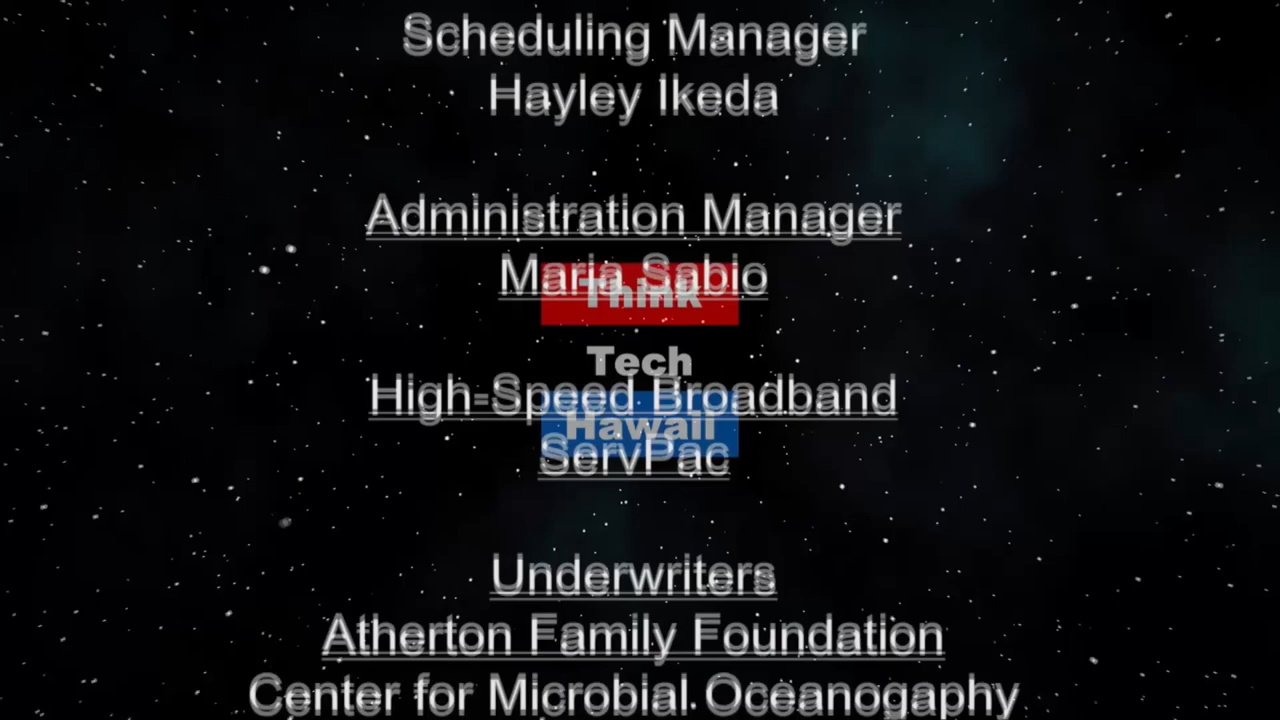 Scheduling Manager
Hayley Ikeda
Administration Manager
Maria Sabio
Think
Tech
High-Speed Broadband
Hawaii
ServPac
Underwriters
Atherton Family Foundation
Center for Microbial Oceanogaphy